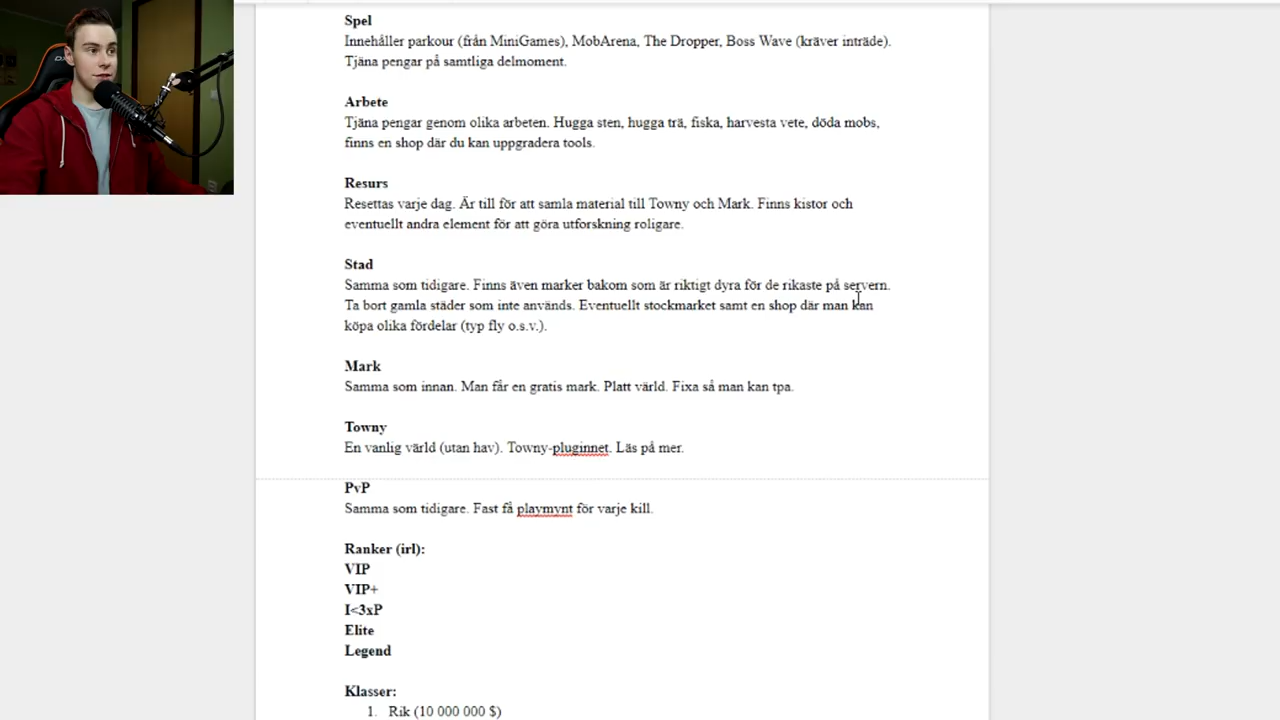 Spel
Innehåller parkour (från MiniGames), MobArena, The Dropper, Boss Wave (kräver inträde).
Tjäna pengar på samtliga delmoment.
Arbete
Tjäna pengar genom olika arbeten. Hugga sten, hugga trä, fiska, harvesta vete, döda mobs,
finns en shop där du kan uppgradera tools.
Resurs
Resettas varje dag. Är till för att samla material till Towny och Mark. Finns kistor och
eventuellt andra element för att göra utforskning roligare.
Stad
Samma som tidigare. Finns även marker bakom som är riktigt dyra för de rikaste på servern.
Ta bort gamla städer som inte används. Eventuellt stockmarket samt en shop där man kan
köpa olika fördelar (typ fly o.s.v.).
Mark
Samma som innan. Man får en gratis mark. Platt värld. Fixa så man kan tpa.
Towny
En vanlig värld (utan hav). Towny-pluginnet. Läs på mer.
PvP
Samma som tidigare. Fast få playmynt för varje kill.
Ranker (irl):
VIP
VIP+
I<3xP
Elite
Legend
Klasser:
1. Rik (10 000 000 $)